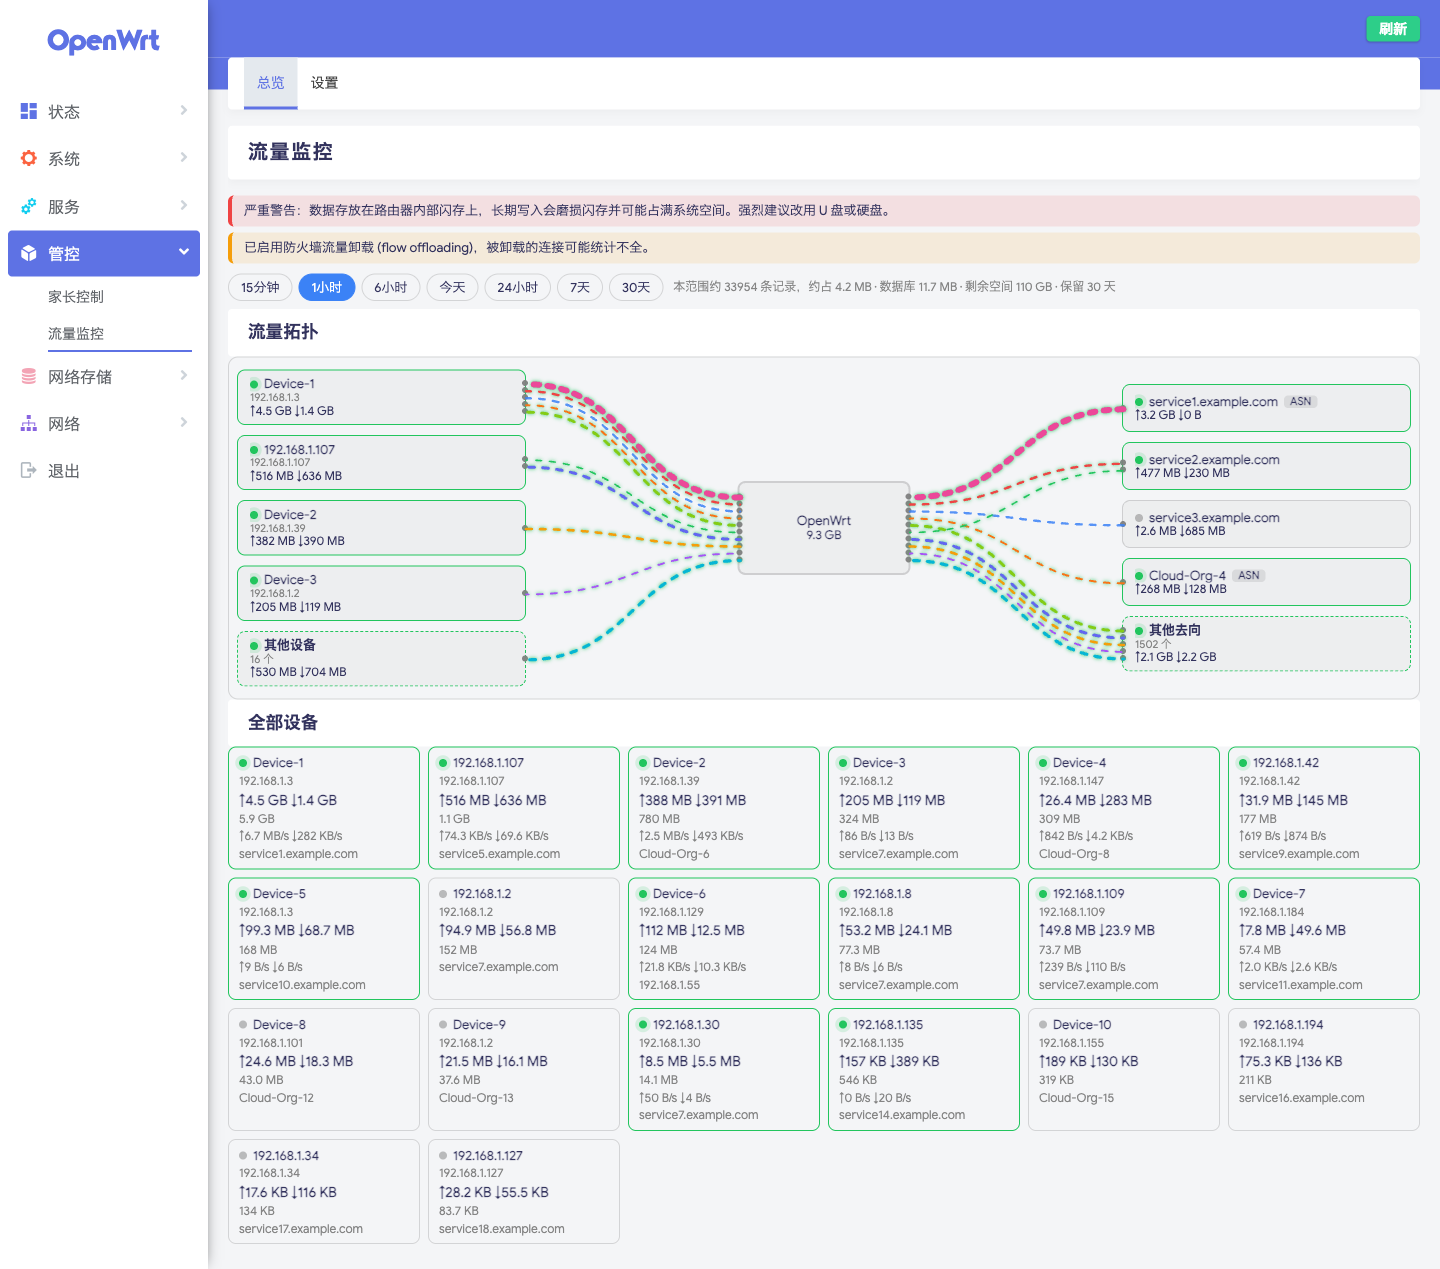 OpenWrt
状态
系统
服务
管控
家长控制
流量监控
网络存储
网络
退出
刷新
总览 设置
流量监控
严重警告：数据存放在路由器内部闪存上，长期写入会磨损闪存并可能占满系统空间。强烈建议改用 U 盘或硬盘。
已启用防火墙流量卸载 (flow offloading)，被卸载的连接可能统计不全。
15分钟 1小时 6小时 今天 24小时 7天 30天 本范围约 33954 条记录，约占 4.2 MB · 数据库 11.7 MB · 剩余空间 110 GB · 保留 30 天
流量拓扑
Device-1
192.168.1.3
↑4.5 GB ↓1.4 GB
192.168.1.107
192.168.1.107
↑516 MB ↓636 MB
Device-2
192.168.1.39
↑382 MB ↓390 MB
Device-3
192.168.1.2
↑205 MB ↓119 MB
其他设备
16 个
↑530 MB ↓704 MB
OpenWrt
9.3 GB
service1.example.com ASN
↑3.2 GB ↓0 B
service2.example.com
↑477 MB ↓230 MB
service3.example.com
↑2.6 MB ↓685 MB
Cloud-Org-4 ASN
↑268 MB ↓128 MB
其他去向
1502 个
↑2.1 GB ↓2.2 GB
全部设备
Device-1
192.168.1.3
↑4.5 GB ↓1.4 GB
5.9 GB
↑6.7 MB/s ↓282 KB/s
service1.example.com
192.168.1.107
192.168.1.107
↑516 MB ↓636 MB
1.1 GB
↑74.3 KB/s ↓69.6 KB/s
service5.example.com
Device-2
192.168.1.39
↑388 MB ↓391 MB
780 MB
↑2.5 MB/s ↓493 KB/s
Cloud-Org-6
Device-3
192.168.1.2
↑205 MB ↓119 MB
324 MB
↑86 B/s ↓13 B/s
service7.example.com
Device-4
192.168.1.147
↑26.4 MB ↓283 MB
309 MB
↑842 B/s ↓4.2 KB/s
Cloud-Org-8
192.168.1.42
192.168.1.42
↑31.9 MB ↓145 MB
177 MB
↑619 B/s ↓874 B/s
service9.example.com
Device-5
192.168.1.3
↑99.3 MB ↓68.7 MB
168 MB
↑9 B/s ↓6 B/s
service10.example.com
192.168.1.2
192.168.1.2
↑94.9 MB ↓56.8 MB
152 MB
service7.example.com
Device-6
192.168.1.129
↑112 MB ↓12.5 MB
124 MB
↑21.8 KB/s ↓10.3 KB/s
192.168.1.55
192.168.1.8
192.168.1.8
↑53.2 MB ↓24.1 MB
77.3 MB
↑8 B/s ↓6 B/s
service7.example.com
192.168.1.109
192.168.1.109
↑49.8 MB ↓23.9 MB
73.7 MB
↑239 B/s ↓110 B/s
service7.example.com
Device-7
192.168.1.184
↑7.8 MB ↓49.6 MB
57.4 MB
↑2.0 KB/s ↓2.6 KB/s
service11.example.com
Device-8
192.168.1.101
↑24.6 MB ↓18.3 MB
43.0 MB
Cloud-Org-12
Device-9
192.168.1.2
↑21.5 MB ↓16.1 MB
37.6 MB
Cloud-Org-13
192.168.1.30
192.168.1.30
↑8.5 MB ↓5.5 MB
14.1 MB
↑50 B/s ↓4 B/s
service7.example.com
192.168.1.135
192.168.1.135
↑157 KB ↓389 KB
546 KB
↑0 B/s ↓20 B/s
service14.example.com
Device-10
192.168.1.155
↑189 KB ↓130 KB
319 KB
Cloud-Org-15
192.168.1.194
192.168.1.194
↑75.3 KB ↓136 KB
211 KB
service16.example.com
192.168.1.34
192.168.1.34
↑17.6 KB ↓116 KB
134 KB
service17.example.com
192.168.1.127
192.168.1.127
↑28.2 KB ↓55.5 KB
83.7 KB
service18.example.com